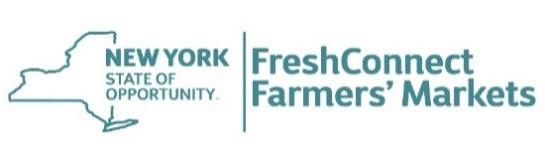 NEW YORK
STATE OF
OPPORTUNITY.
FreshConnect
Farmers' Markets